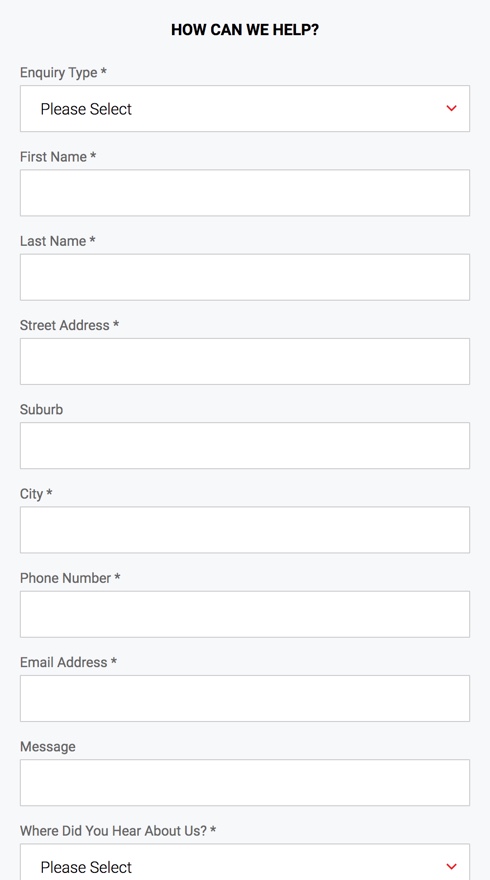 HOW CAN WE HELP?
Enquiry Type *
Please Select
First Name *
Last Name *
Street Address *
Suburb
City *
Phone Number *
Email Address *
Message
Where Did You Hear About Us? *
Please Select